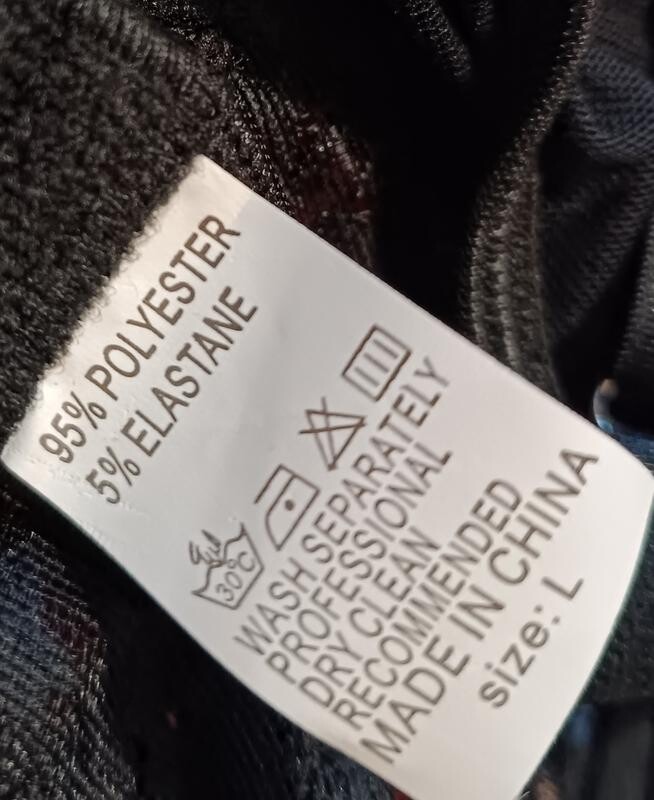 95% POLYESTER
5% ELASTANE
30°C
WASH SEPARATELY
PROFESSIONAL
DRY CLEAN
RECOMMENDED
MADE IN CHINA
size: L